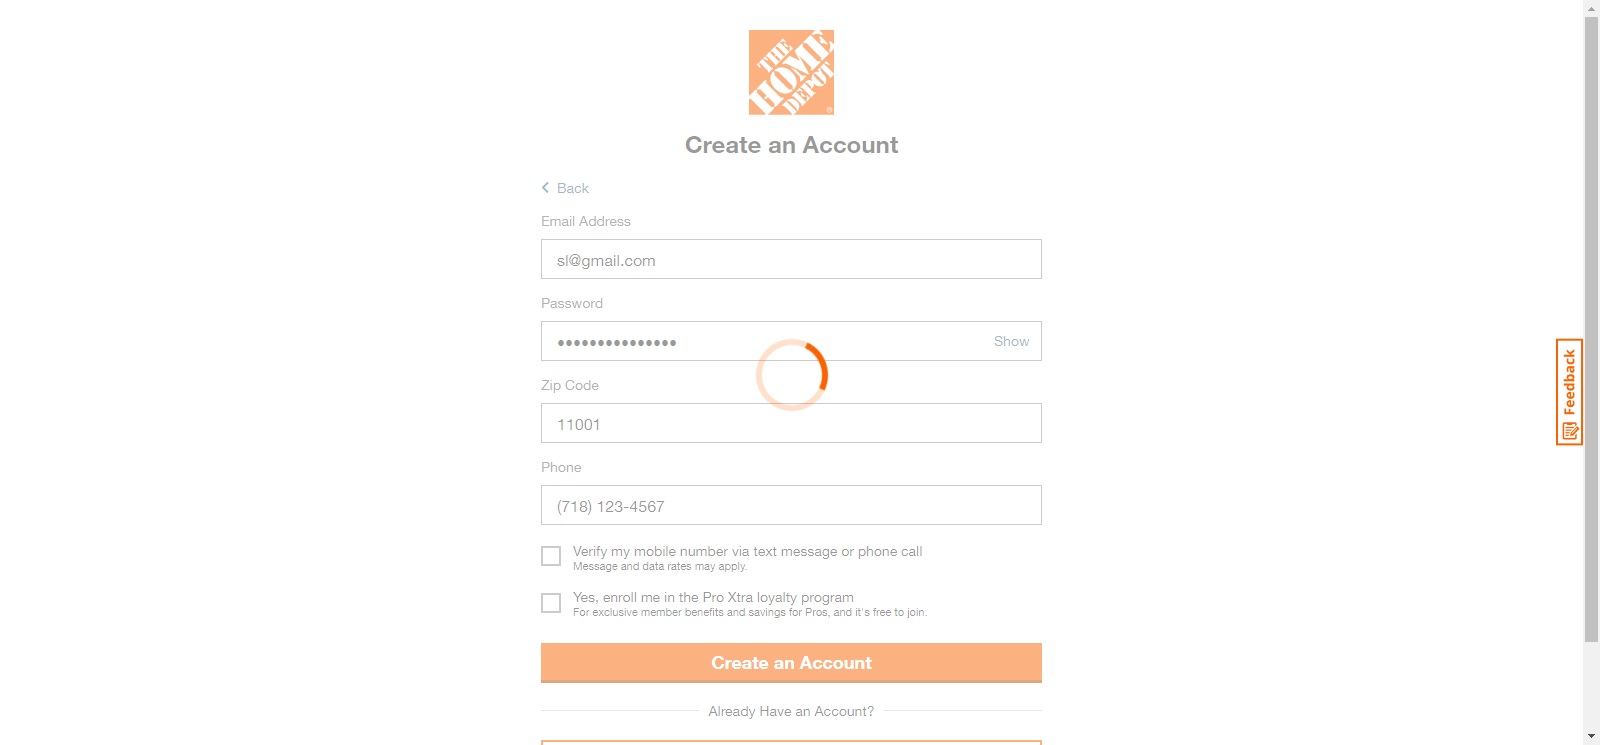 THE
HOME
DEPOT
Create an Account
Back
Email Address
sl@gmail.com
Password
●●●●●●●●●●●●●●●
Show
Zip Code
11001
Phone
(718) 123-4567
Verify my mobile number via text message or phone call
Message and data rates may apply.
Yes, enroll me in the Pro Xtra loyalty program
For exclusive member benefits and savings for Pros, and it's free to join.
Create an Account
Already Have an Account?
Feedback